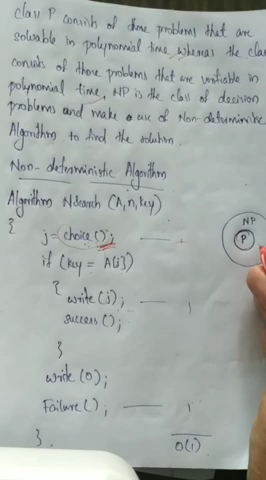 class P consists of those problems that are
solvable in polynomial time, whereas the clas
consists of those problems that are verifiable in
polynomial time, NP is the class of decision
problems and make a use of Non-deterministic
Algorithm to find the solution.
Non-deterministic Algorithm
Algorithm NSearch (A,n,key)
{
j = choice(); 1
if (key = A(j))
{
write(j); 1
success();
}
write(0);
Failure(), 1
}. O(1)
NP
P